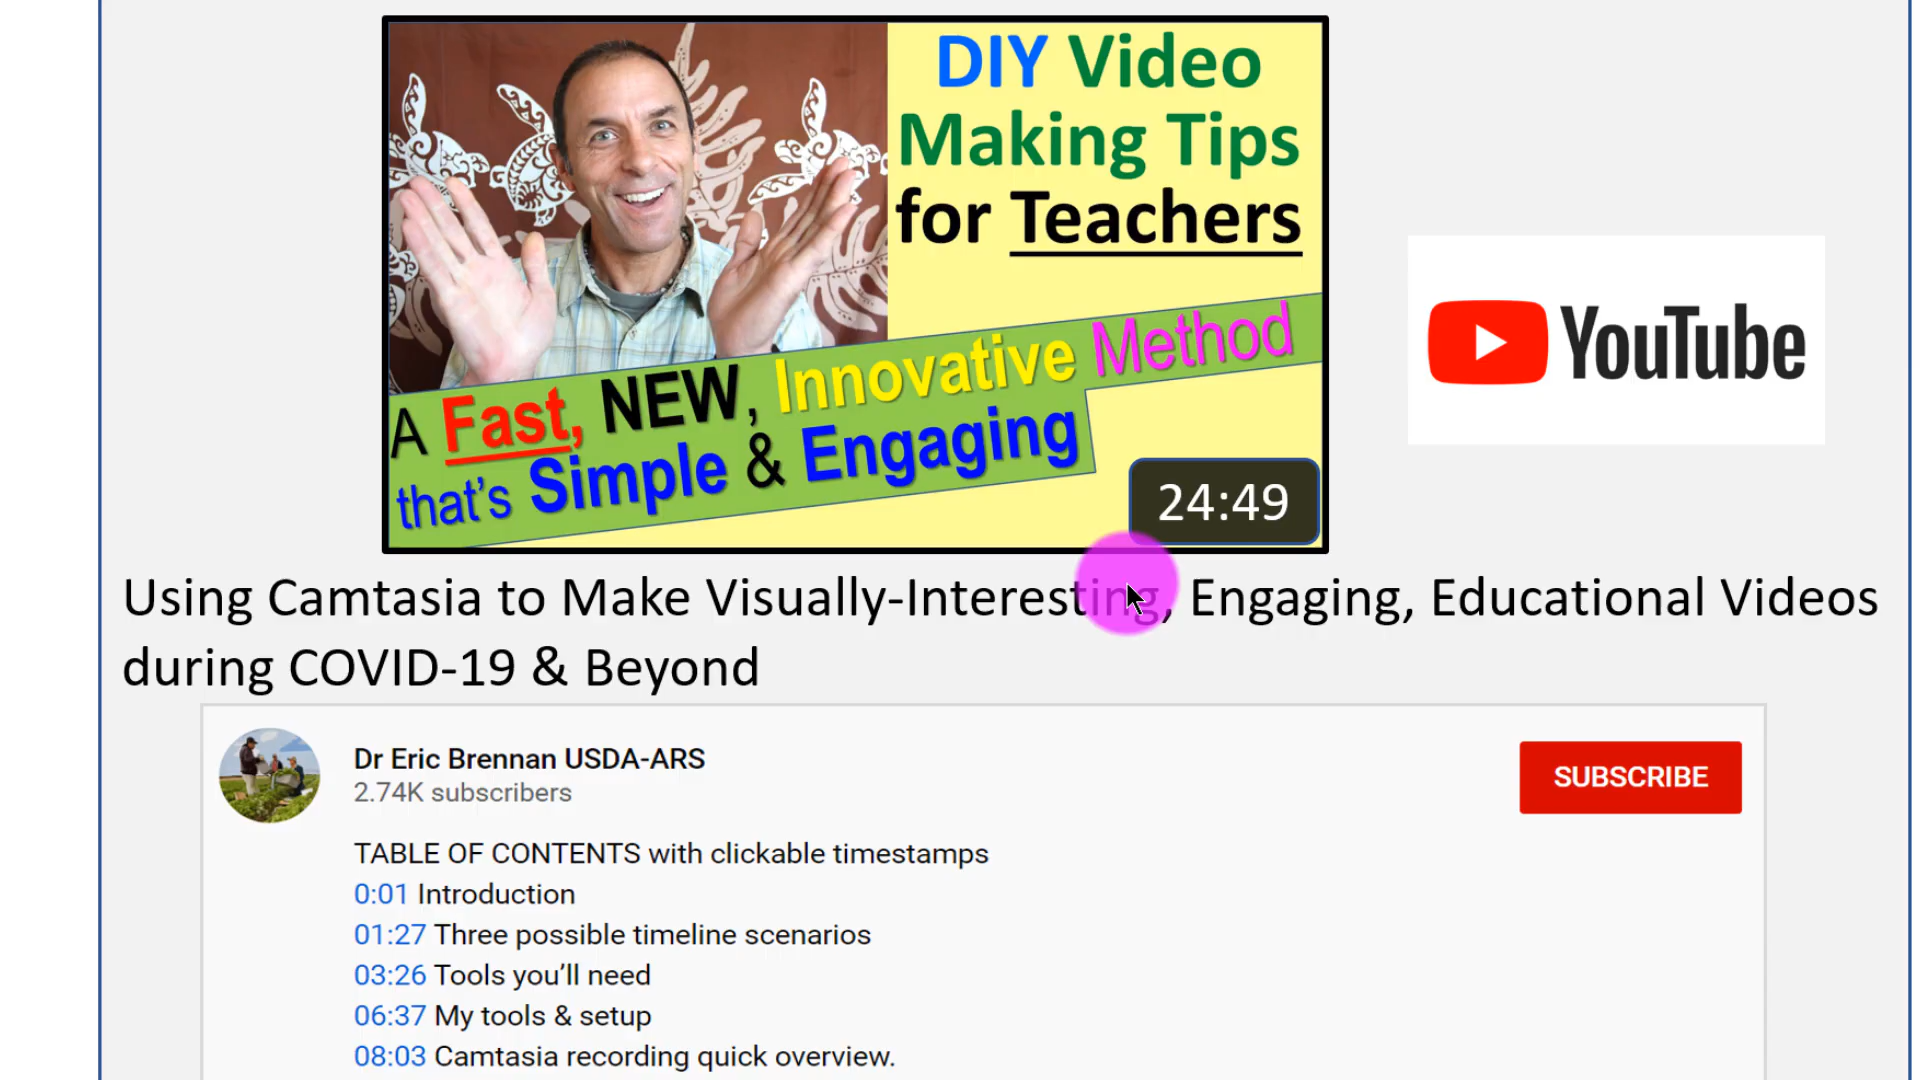 DIY Video
Making Tips
for Teachers
A Fast, NEW, Innovative Method
that's Simple & Engaging
24:49
YouTube
Using Camtasia to Make Visually-Interesting, Engaging, Educational Videos
during COVID-19 & Beyond
Dr Eric Brennan USDA-ARS
2.74K subscribers
SUBSCRIBE
TABLE OF CONTENTS with clickable timestamps
0:01 Introduction
01:27 Three possible timeline scenarios
03:26 Tools you’ll need
06:37 My tools & setup
08:03 Camtasia recording quick overview.